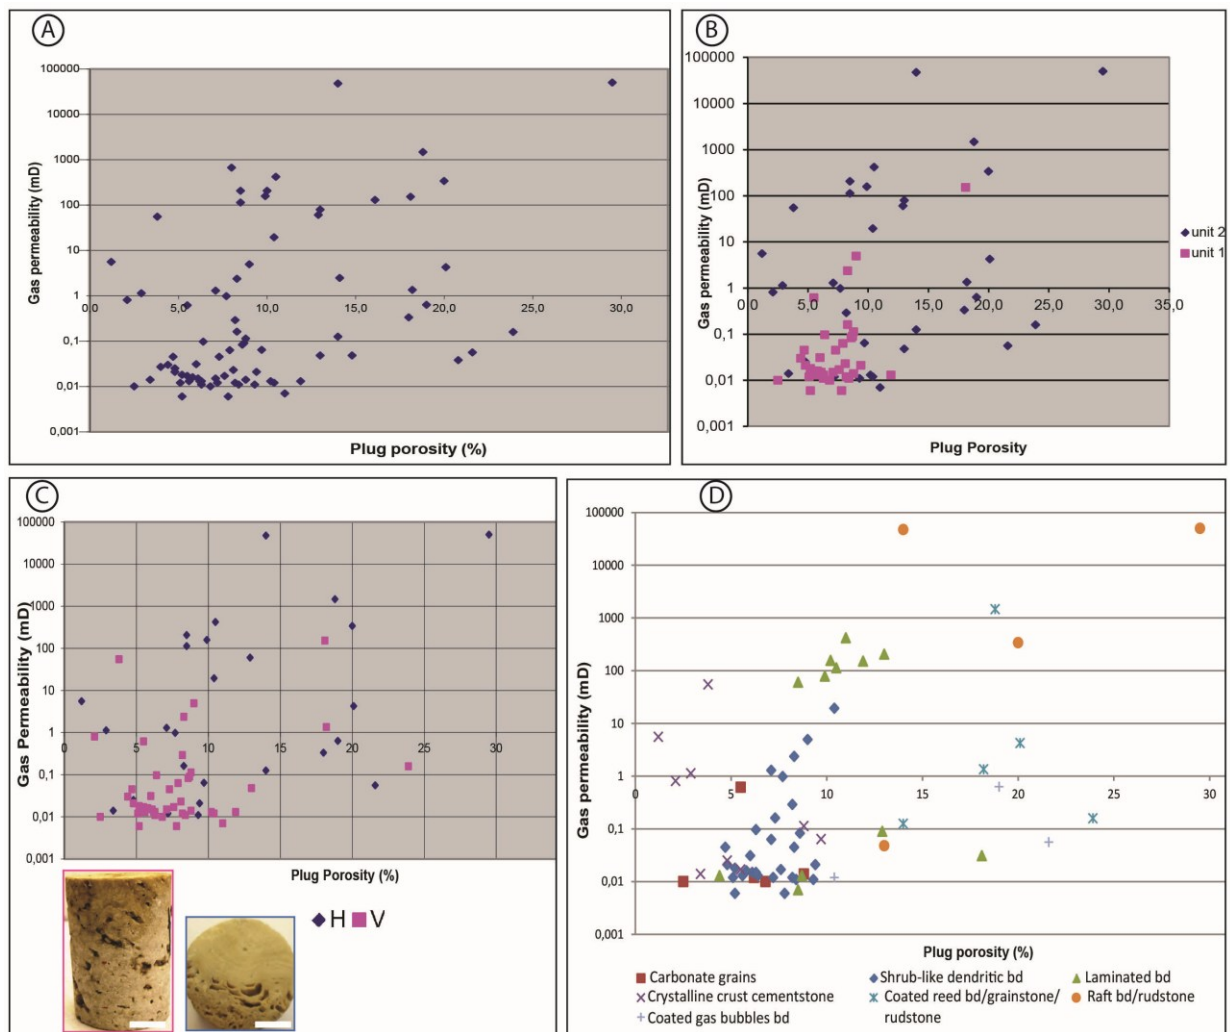 A
100000
10000
1000
100
10
1
0,1
0,01
0,001
5,0 10,0 15,0 20,0 25,0 30,0
Gas permeability (mD)
Plug porosity (%)
B
100000
10000
1000
100
10
1
0,1
0,01
0,001
0,0 5,0 10,0 15,0 20,0 25,0 30,0 35,0
Gas permeability (mD)
Plug Porosity
unit 2
unit 1
C
100000
10000
1000
100
10
1
0,1
0,01
0,001
0 5 10 15 20 25 30
Gas Permeability (mD)
Plug Porosity (%)
H V
D
100000
10000
1000
100
10
1
0,1
0,01
0,001
0 5 10 15 20 25 30
Gas permeability (mD)
Plug porosity (%)
Carbonate grains Shrub-like dendritic bd Laminated bd
Crystalline crust cementstone Coated reed bd/grainstone/ Raft bd/rudstone
rudstone
Coated gas bubbles bd